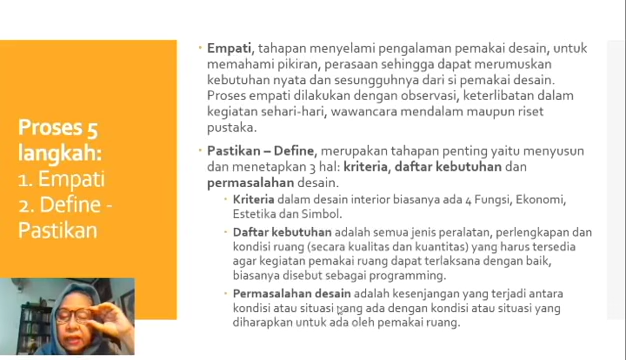 Proses 5
langkah:
1. Empati
2. Define -
Pastikan
• Empati, tahapan menyelami pengalaman pemakai desain, untuk
memahami pikiran, perasaan sehingga dapat merumuskan
kebutuhan nyata dan sesungguhnya dari si pemakai desain.
Proses empati dilakukan dengan observasi, keterlibatan dalam
kegiatan sehari-hari, wawancara mendalam maupun riset
pustaka.
• Pastikan – Define, merupakan tahapan penting yaitu menyusun
dan menetapkan 3 hal: kriteria, daftar kebutuhan dan
permasalahan desain.
• Kriteria dalam desain interior biasanya ada 4 Fungsi, Ekonomi,
Estetika dan Simbol.
• Daftar kebutuhan adalah semua jenis peralatan, perlengkapan dan
kondisi ruang (secara kualitas dan kuantitas) yang harus tersedia
agar kegiatan pemakai ruang dapat terlaksana dengan baik,
biasanya disebut sebagai programming.
• Permasalahan desain adalah kesenjangan yang terjadi antara
kondisi atau situasi yang ada dengan kondisi atau situasi yang
diharapkan untuk ada oleh pemakai ruang.